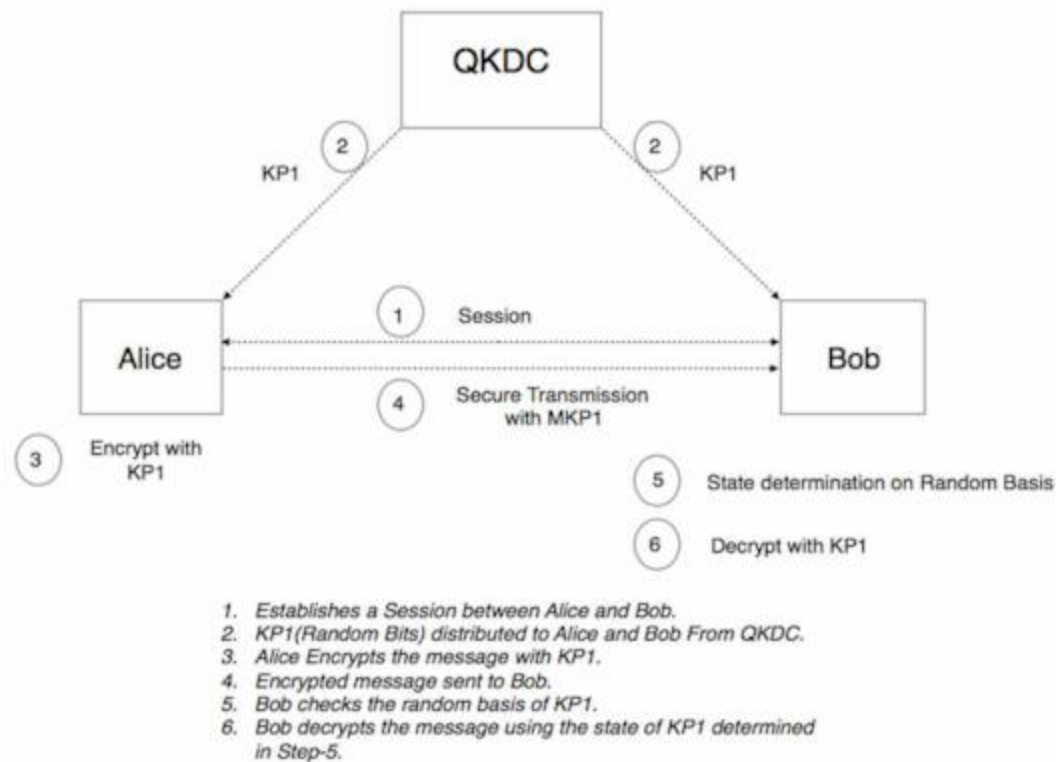 QKDC
2
2
KP1
KP1
1
Session
Alice
Bob
4
Secure Transmission
with MKP1
3
Encrypt with
KP1
5
State determination on Random Basis
6
Decrypt with KP1
1. Establishes a Session between Alice and Bob.
2. KP1(Random Bits) distributed to Alice and Bob From QKDC.
3. Alice Encrypts the message with KP1.
4. Encrypted message sent to Bob.
5. Bob checks the random basis of KP1.
6. Bob decrypts the message using the state of KP1 determined
in Step-5.